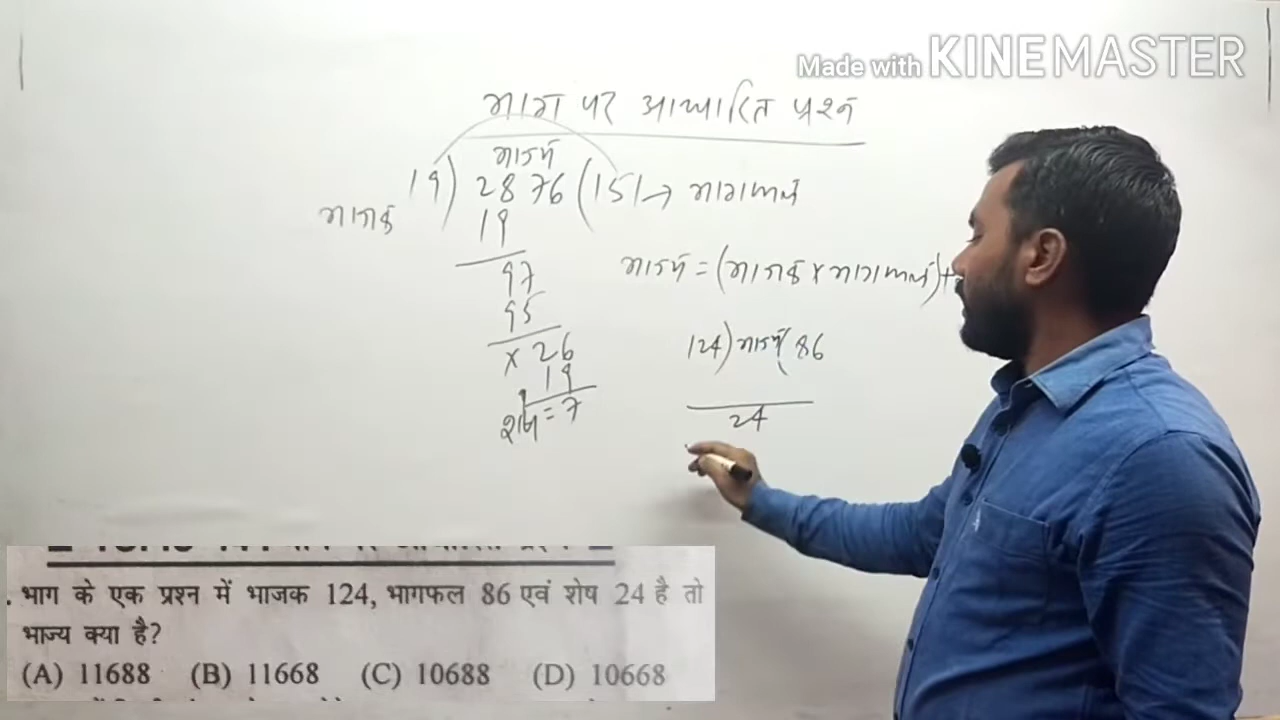 Made with KINEMASTER
भाग पर आधारित प्रश्न
भाज्य
19) 2876 (151 → भागफल
भाजक
19
97
95
× 26
19
शेष = 7
भाज्य = (भाजक × भागफल) +
124) भाज्य (86
24
भाग के एक प्रश्न में भाजक 124, भागफल 86 एवं शेष 24 है तो
भाज्य क्या है?
(A) 11688 (B) 11668 (C) 10688 (D) 10668